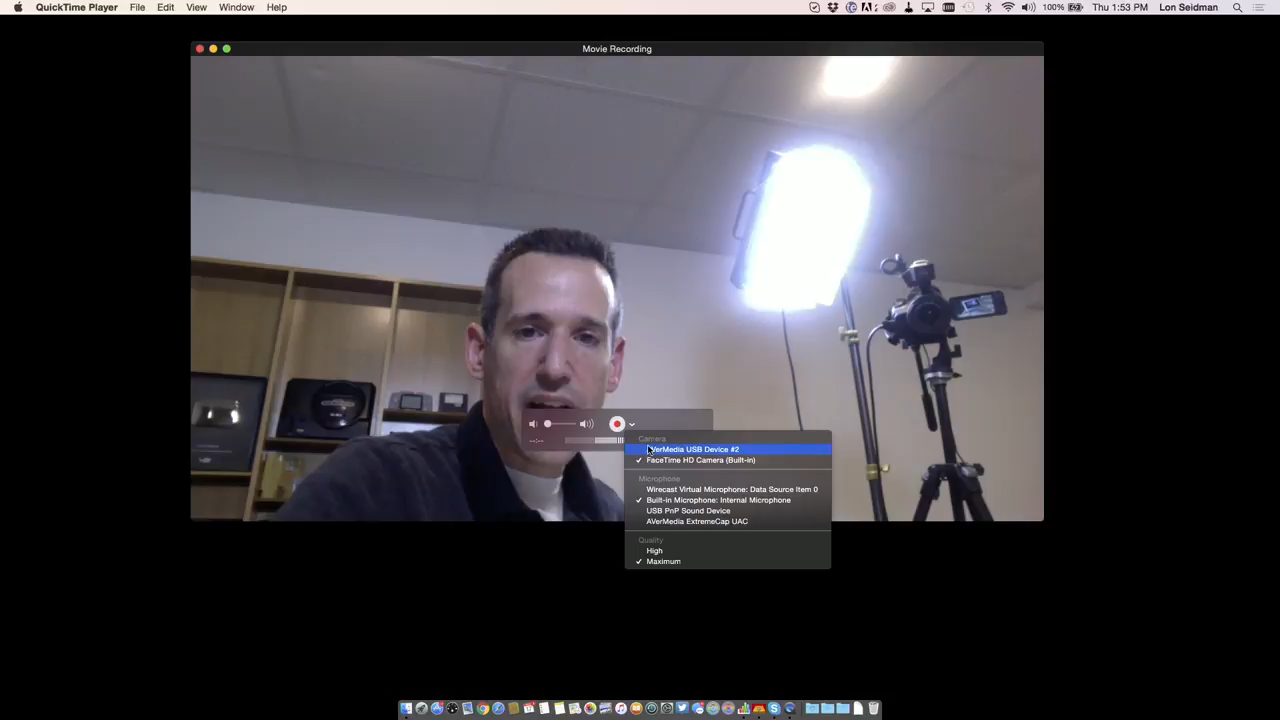 QuickTime Player File Edit View Window Help 100% Thu 1:53 PM Lon Seidman
Movie Recording
--:--
Camera
AVerMedia USB Device #2
FaceTime HD Camera (Built-in)
Microphone
Wirecast Virtual Microphone: Data Source Item 0
Built-in Microphone: Internal Microphone
USB PnP Sound Device
AVerMedia ExtremeCap UAC
Quality
High
Maximum